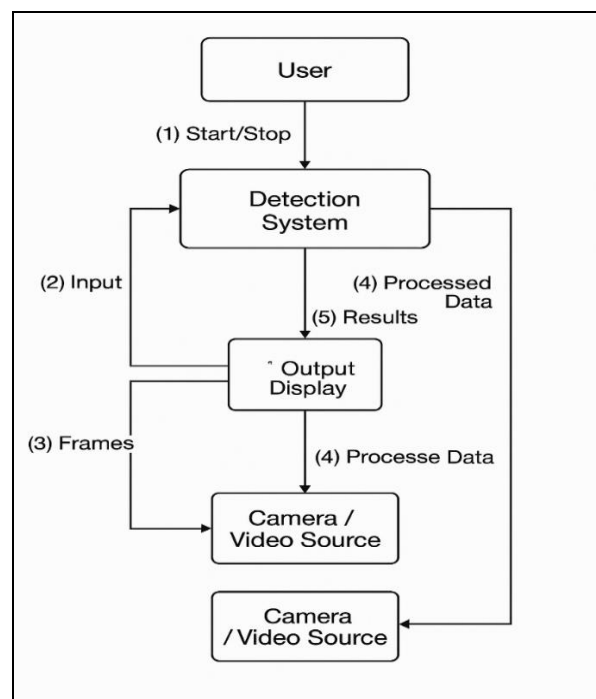 User
(1) Start/Stop
Detection
System
(2) Input
(4) Processed
Data
(5) Results
Output
Display
(3) Frames
(4) Processe Data
Camera /
Video Source
Camera
/ Video Source